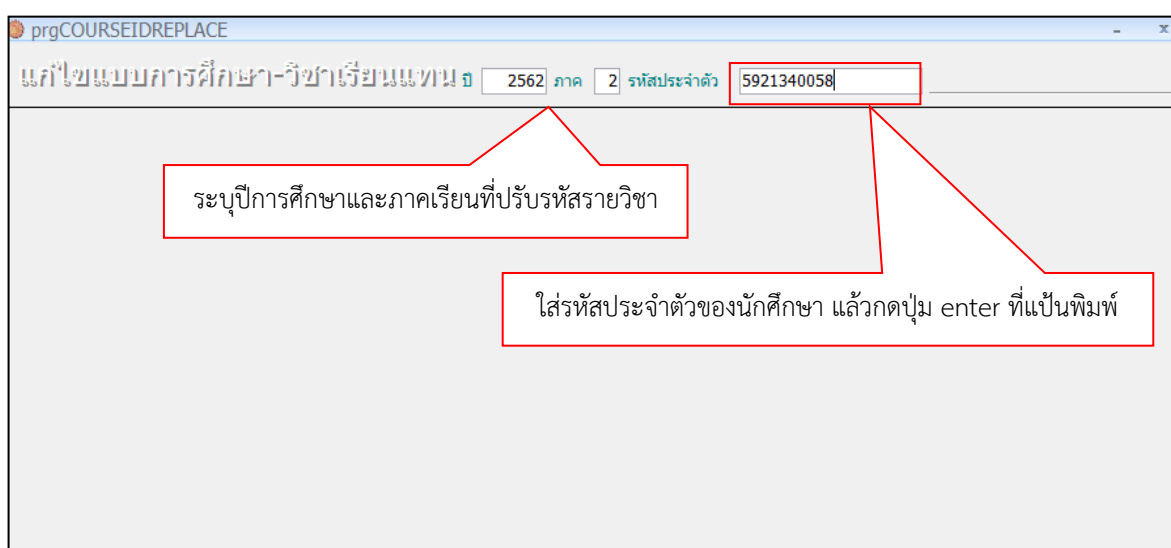 prgCOURSEIDREPLACE
แก้ไขแบบการศึกษา-วิชาเรียนแทน ปี 2562 ภาค 2 รหัสประจำตัว 5921340058
ระบุปีการศึกษาและภาคเรียนที่ปรับรหัสรายวิชา
ใส่รหัสประจำตัวของนักศึกษา แล้วกดปุ่ม enter ที่แป้นพิมพ์